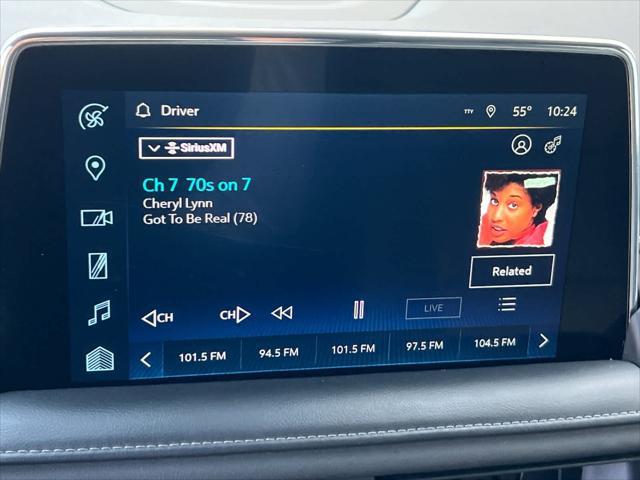 Driver
TTY 55° 10:24
SiriusXM
Ch 7 70s on 7
Cheryl Lynn
Got To Be Real (78)
Related
CH CH LIVE
101.5 FM 94.5 FM 101.5 FM 97.5 FM 104.5 FM